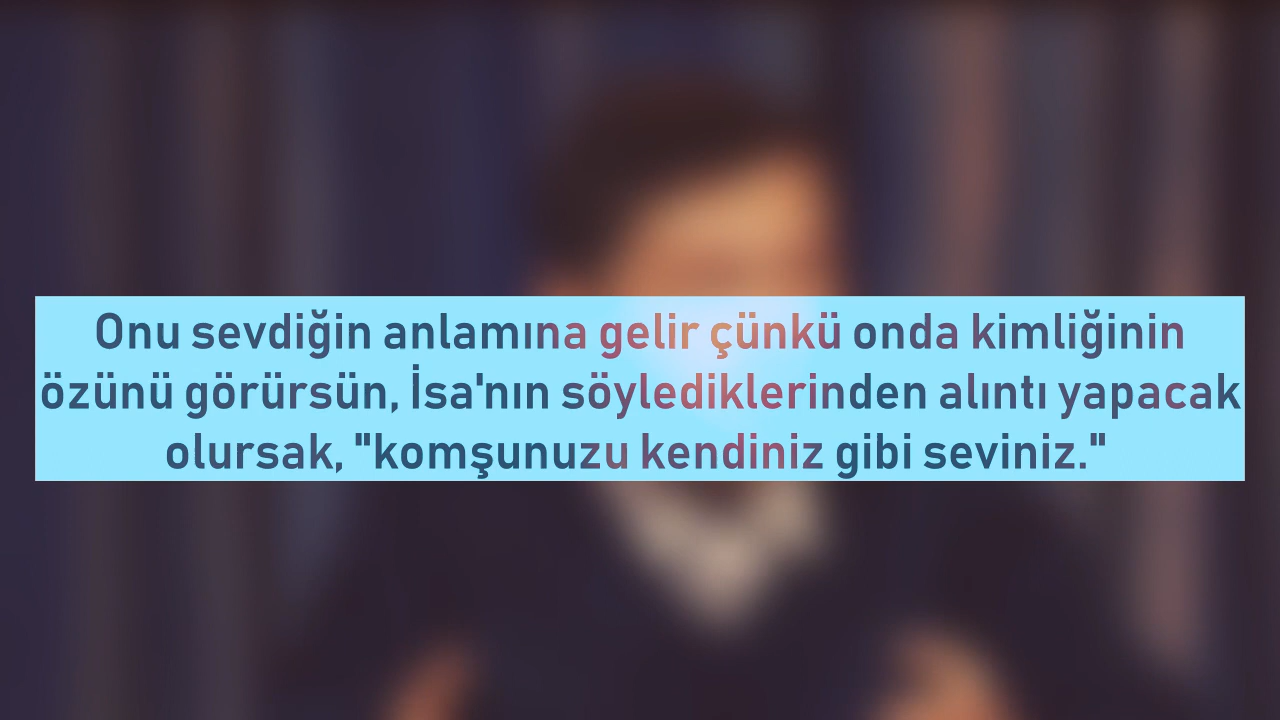 Onu sevdiğin anlamına gelir çünkü onda kimliğinin
özünü görürsün, İsa'nın söylediklerinden alıntı yapacak
olursak, "komşunuzu kendiniz gibi seviniz."